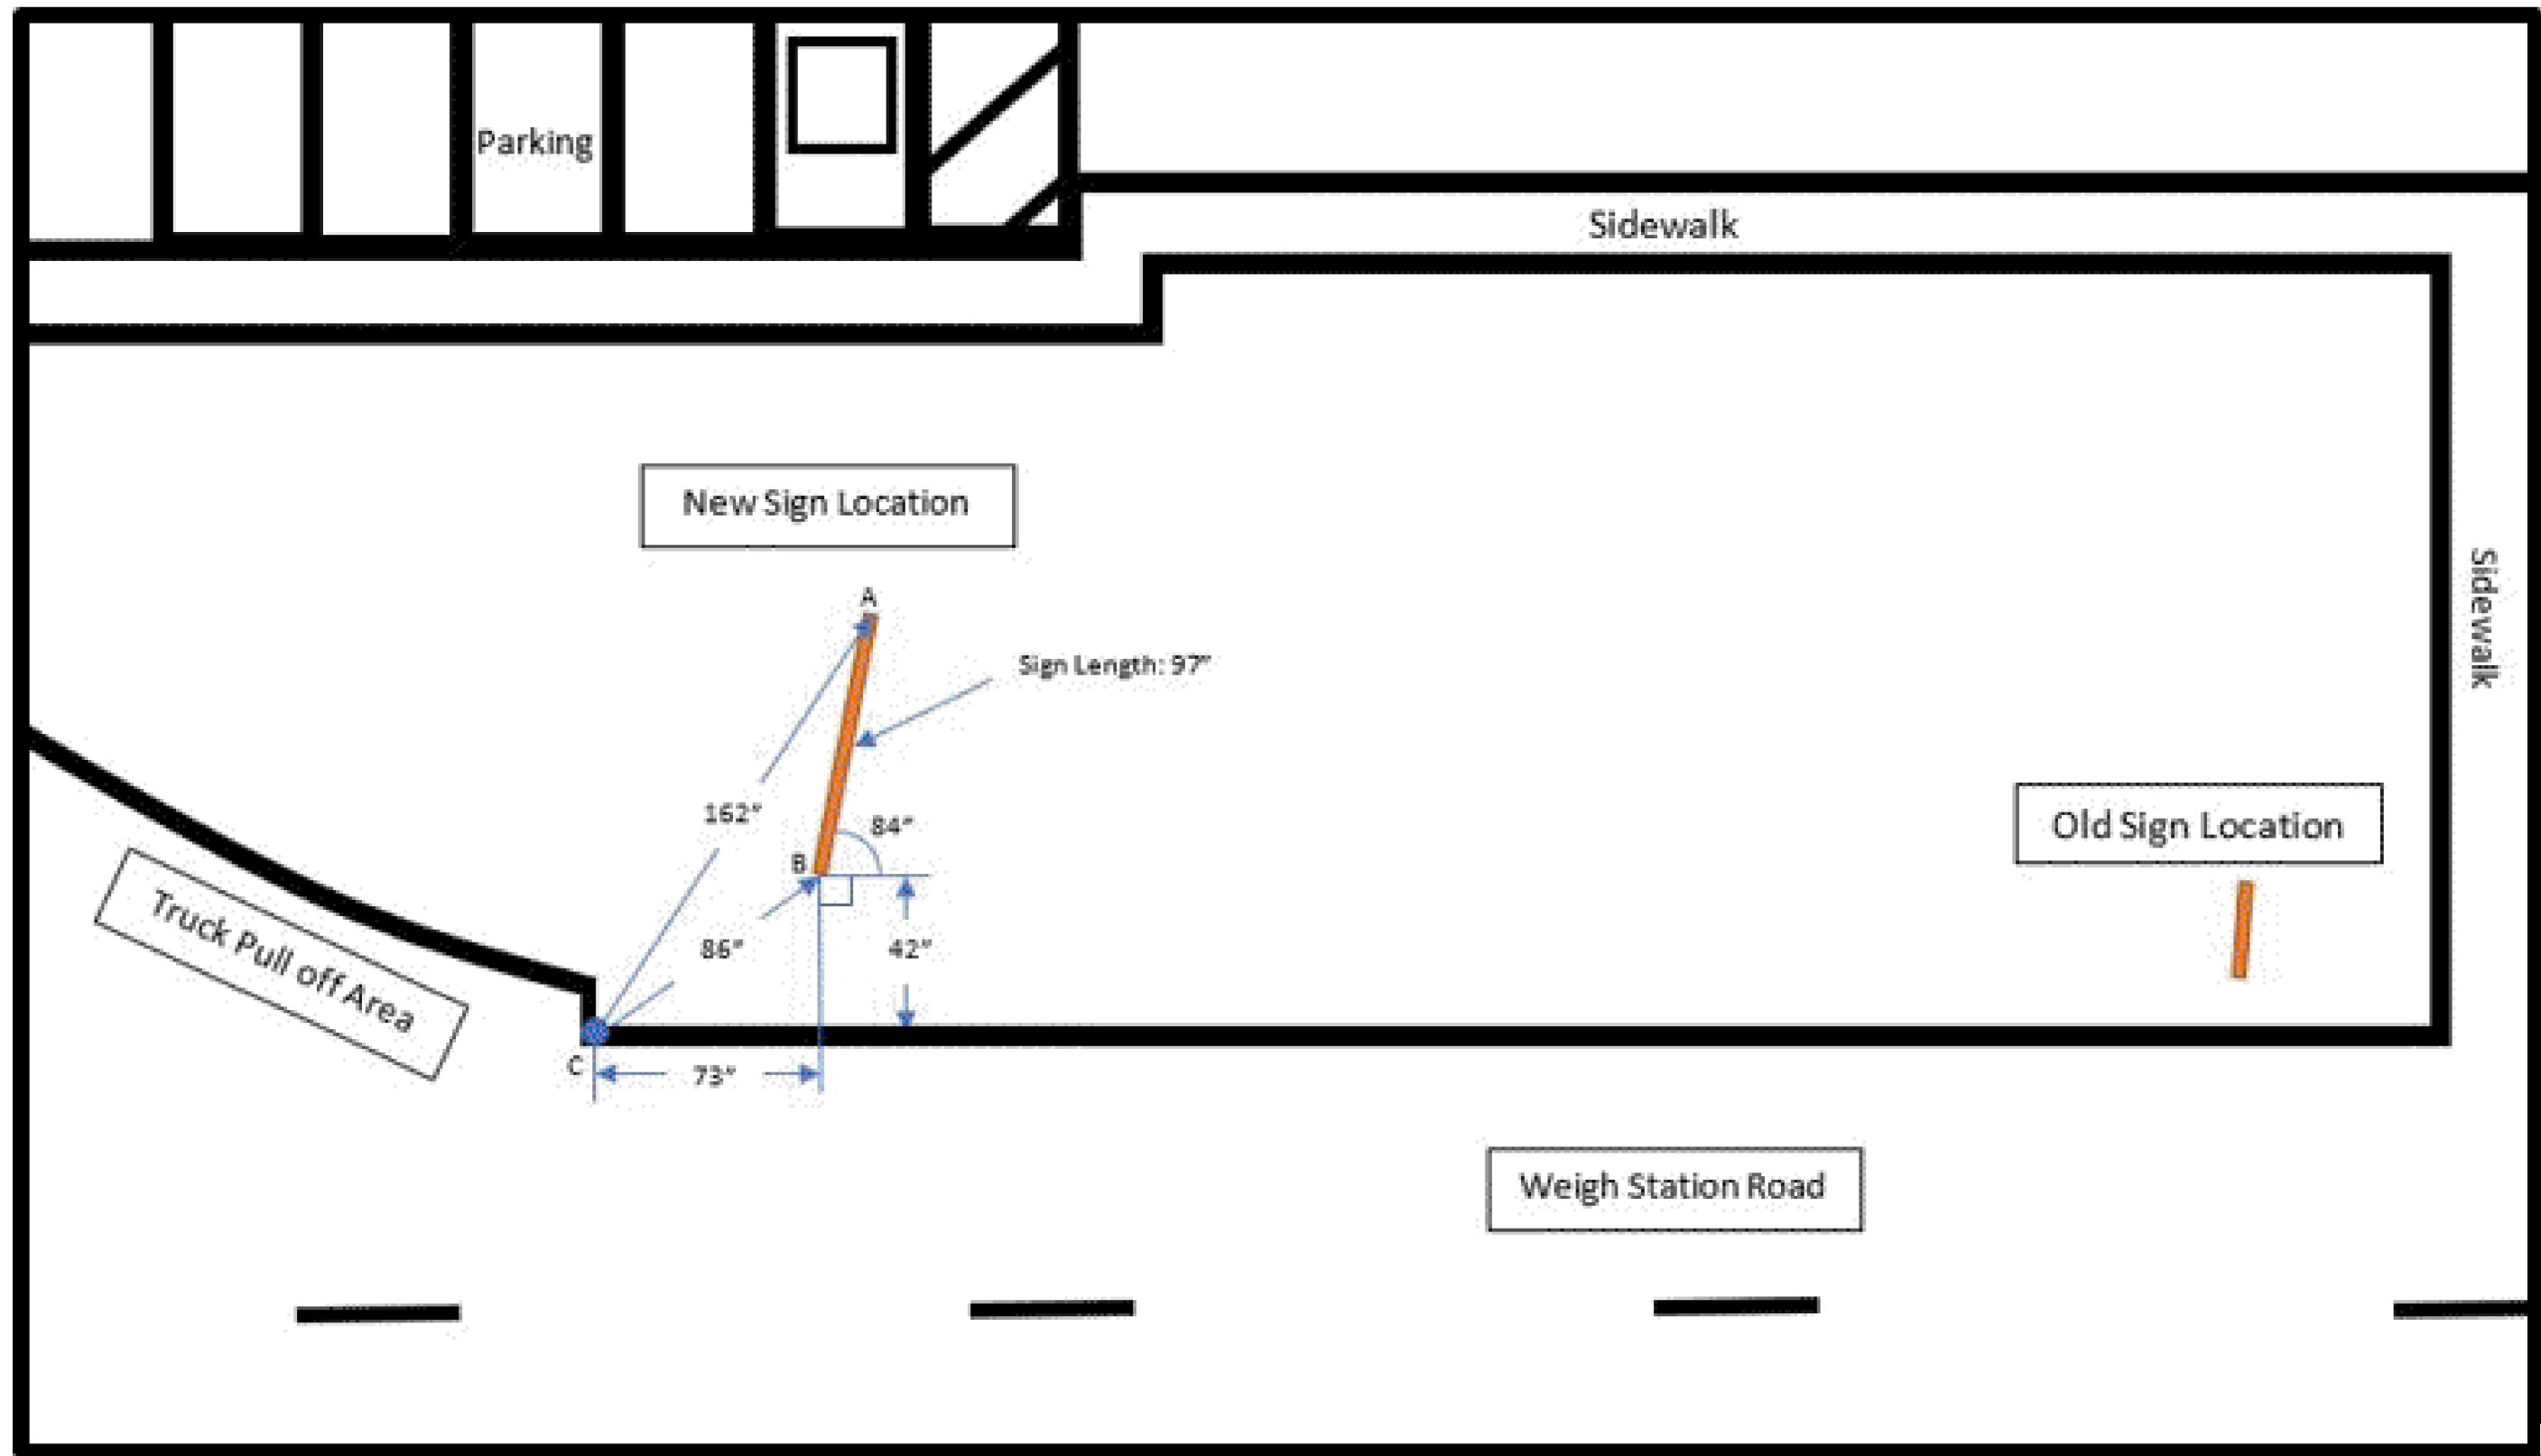 Parking
Sidewalk
New Sign Location
A
Sign Length: 97"
Sidewalk
162"
84"
B
Old Sign Location
Truck Pull off Area
86"
42"
C
73"
Weigh Station Road